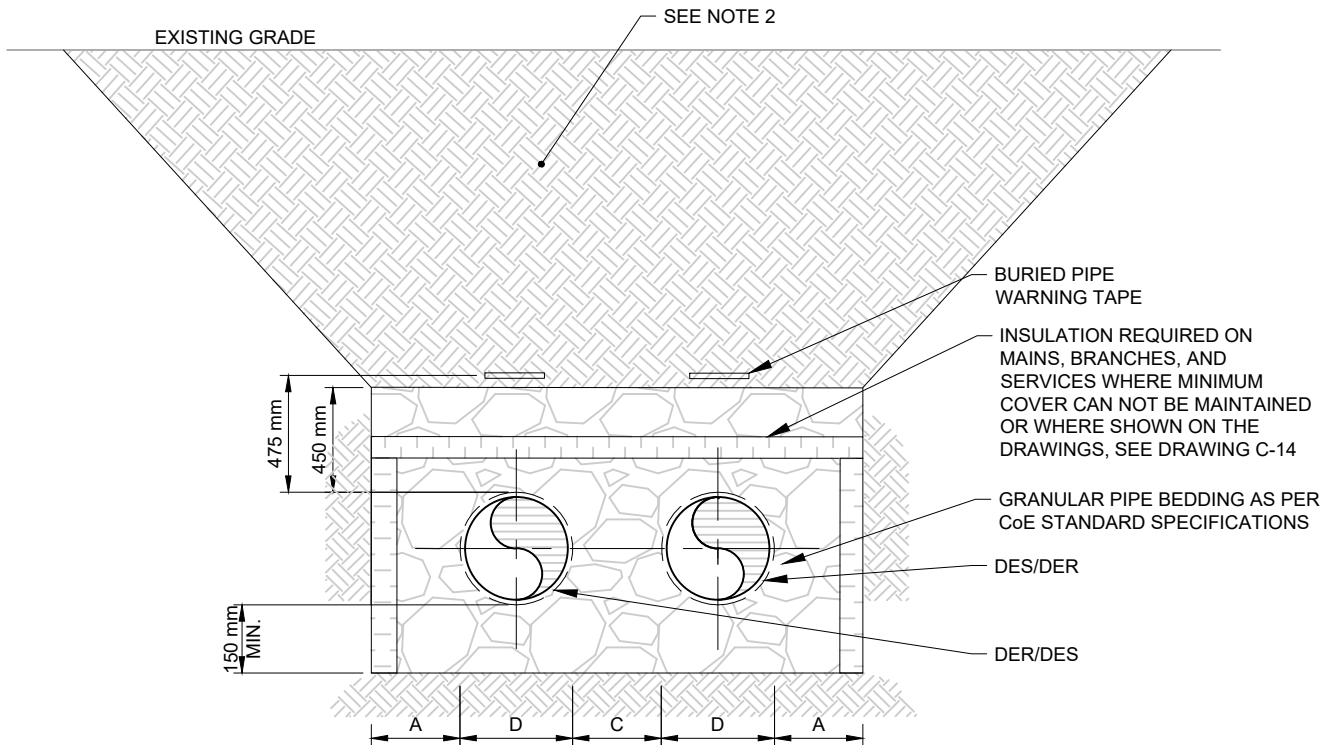 SEE NOTE 2
EXISTING GRADE
BURIED PIPE
WARNING TAPE
INSULATION REQUIRED ON
MAINS, BRANCHES, AND
SERVICES WHERE MINIMUM
COVER CAN NOT BE MAINTAINED
OR WHERE SHOWN ON THE
DRAWINGS, SEE DRAWING C-14
475 mm
450 mm
GRANULAR PIPE BEDDING AS PER
CoE STANDARD SPECIFICATIONS
DES/DER
150 mm
MIN.
DER/DES
A D C D A